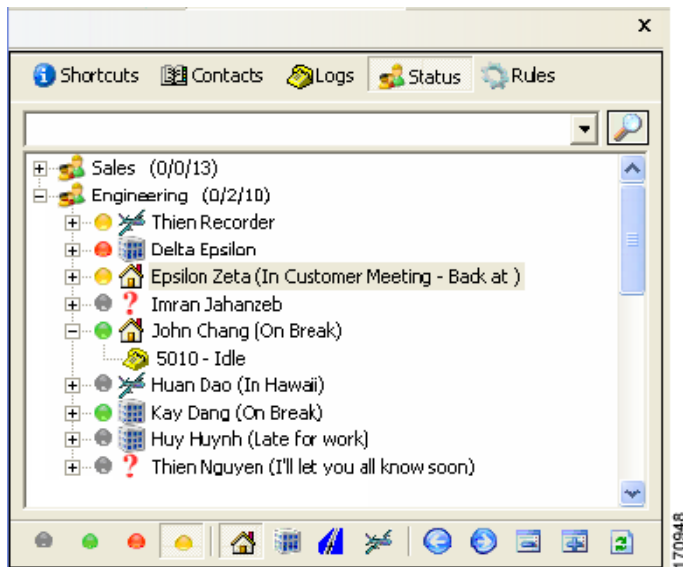 x
Shortcuts Contacts Logs Status Rules
Sales (0/0/13)
Engineering (0/2/10)
Thien Recorder
Delta Epsilon
Epsilon Zeta (In Customer Meeting - Back at )
Imran Jahanzeb
John Chang (On Break)
5010 - Idle
Huan Dao (In Hawaii)
Kay Dang (On Break)
Huy Huynh (Late for work)
Thien Nguyen (I'll let you all know soon)
170948